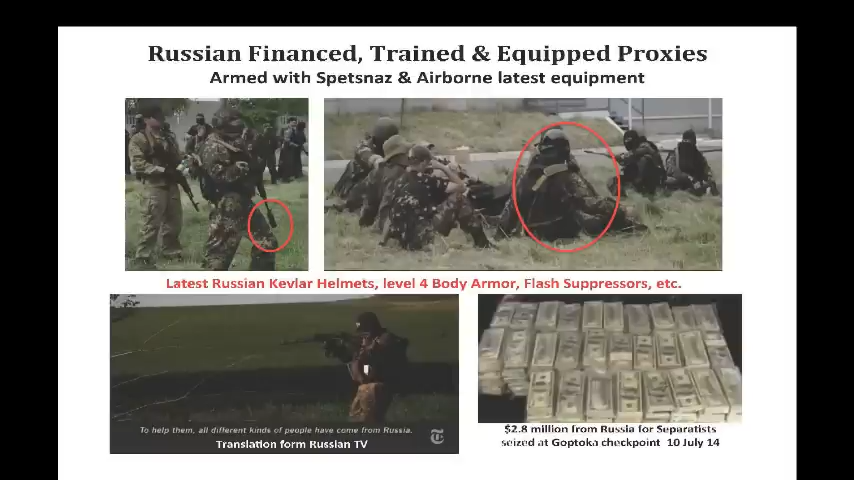 Russian Financed, Trained & Equipped Proxies
Armed with Spetsnaz & Airborne latest equipment
Latest Russian Kevlar Helmets, level 4 Body Armor, Flash Suppressors, etc.
To help them, all different kinds of people have come from Russia.
Translation form Russian TV
$2.8 million from Russia for Separatists
seized at Goptoka checkpoint 10 July 14